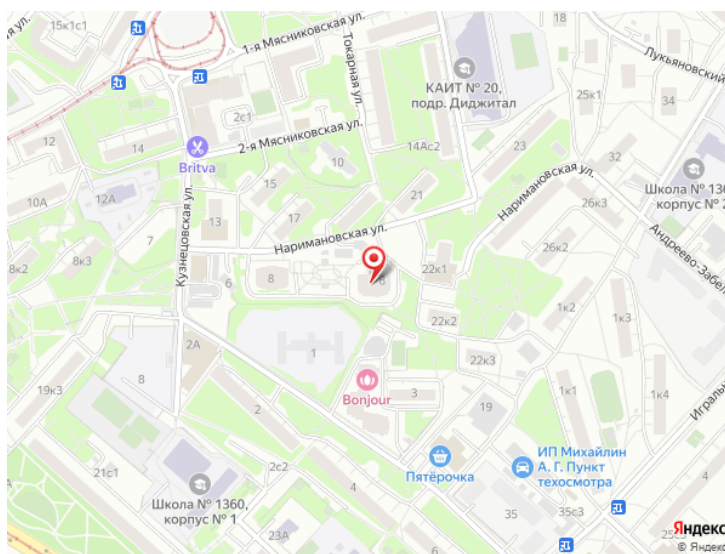 15к1с1
18
1-я Мясниковская ул.
Токарная ул.
Лукьяновский
КАИТ № 20,
подр. Диджитал
25к1
34
2с1
12
14
2-я Мясниковская ул.
Britva
10
14Ас2
23
32
Школа № 136
корпус № 2
10А
12А
15
17
21
13
Наримановская ул.
Наримановская ул.
26к3
Андреево-Забел
7
Кузнецовская ул.
8к2
8к3
6
8
8
22к1
26к2
1к2
1к3
22к2
2А
1
22к3
19к3
8
2
Bonjour
3
19
1к1
1к4
Игральн
Пятёрочка
ИП Михайлин
А. Г. Пункт
техосмотра
21с1
2с2
Школа № 1360,
корпус № 1
23А
4
35
35с3
Яндекс
© Яндекс